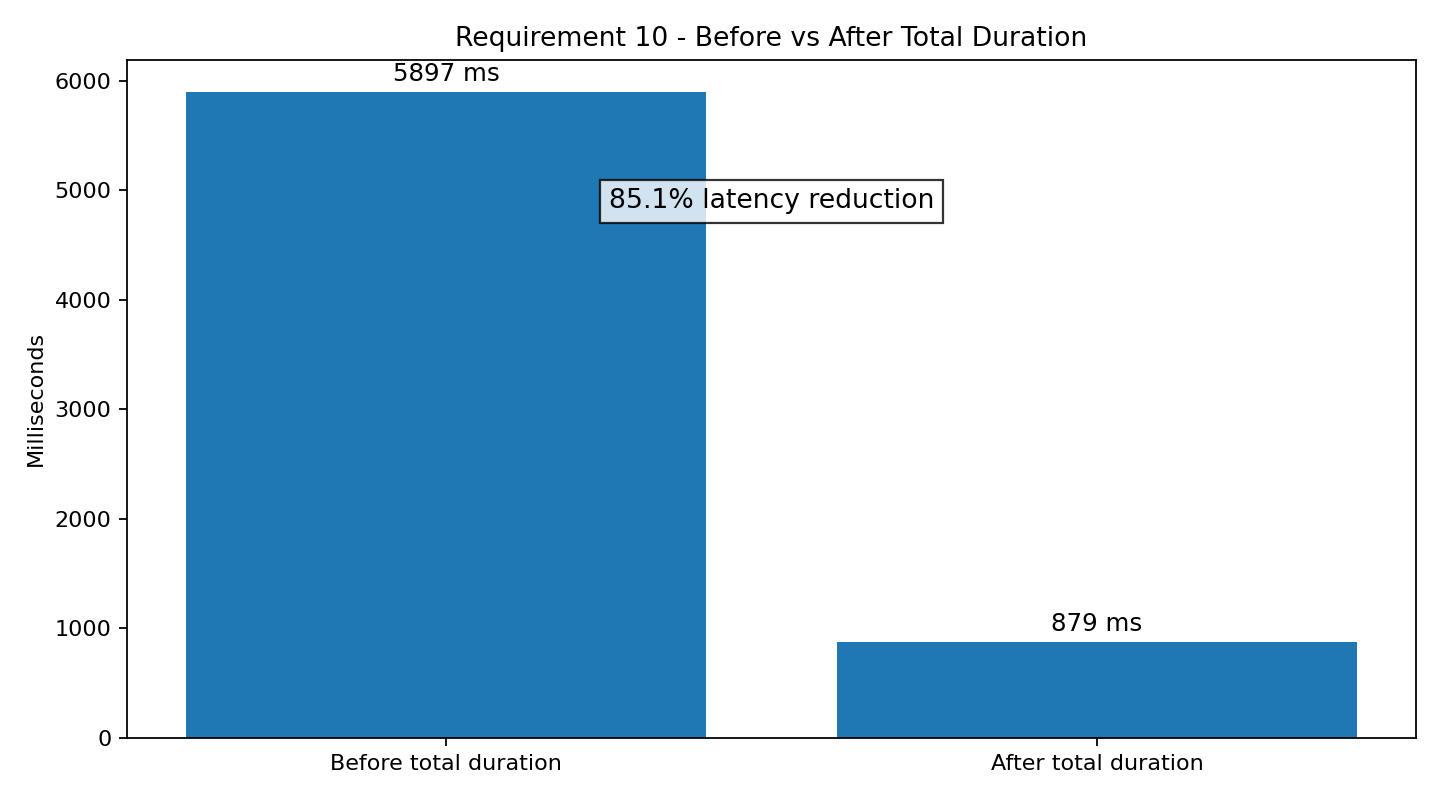 Requirement 10 - Before vs After Total Duration
5897 ms
85.1% latency reduction
879 ms
Milliseconds
6000
5000
4000
3000
2000
1000
0
Before total duration
After total duration